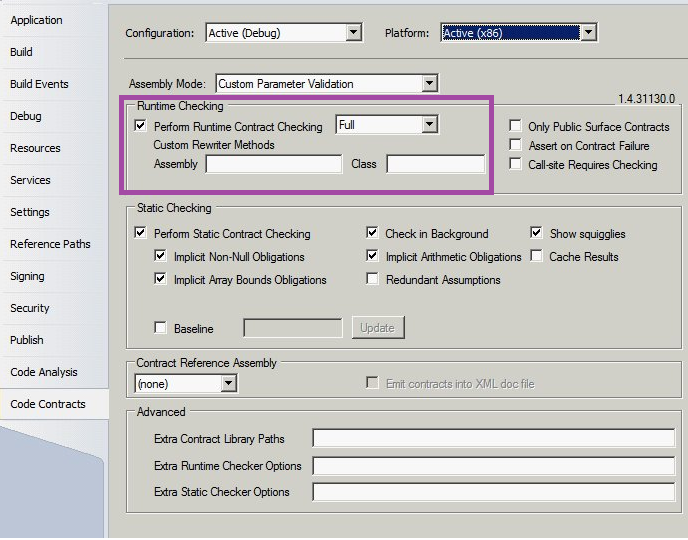 Application
Build
Build Events
Debug
Resources
Services
Settings
Reference Paths
Signing
Security
Publish
Code Analysis
Code Contracts
Configuration: Active (Debug) Platform: Active (x86)
Assembly Mode: Custom Parameter Validation
1.4.31130.0
Runtime Checking
Perform Runtime Contract Checking Full
Only Public Surface Contracts
Custom Rewriter Methods
Assert on Contract Failure
Assembly Class
Call-site Requires Checking
Static Checking
Perform Static Contract Checking Check in Background Show squigglies
Implicit Non-Null Obligations Implicit Arithmetic Obligations Cache Results
Implicit Array Bounds Obligations Redundant Assumptions
Baseline Update
Contract Reference Assembly
(none) Emit contracts into XML doc file
Advanced
Extra Contract Library Paths
Extra Runtime Checker Options
Extra Static Checker Options